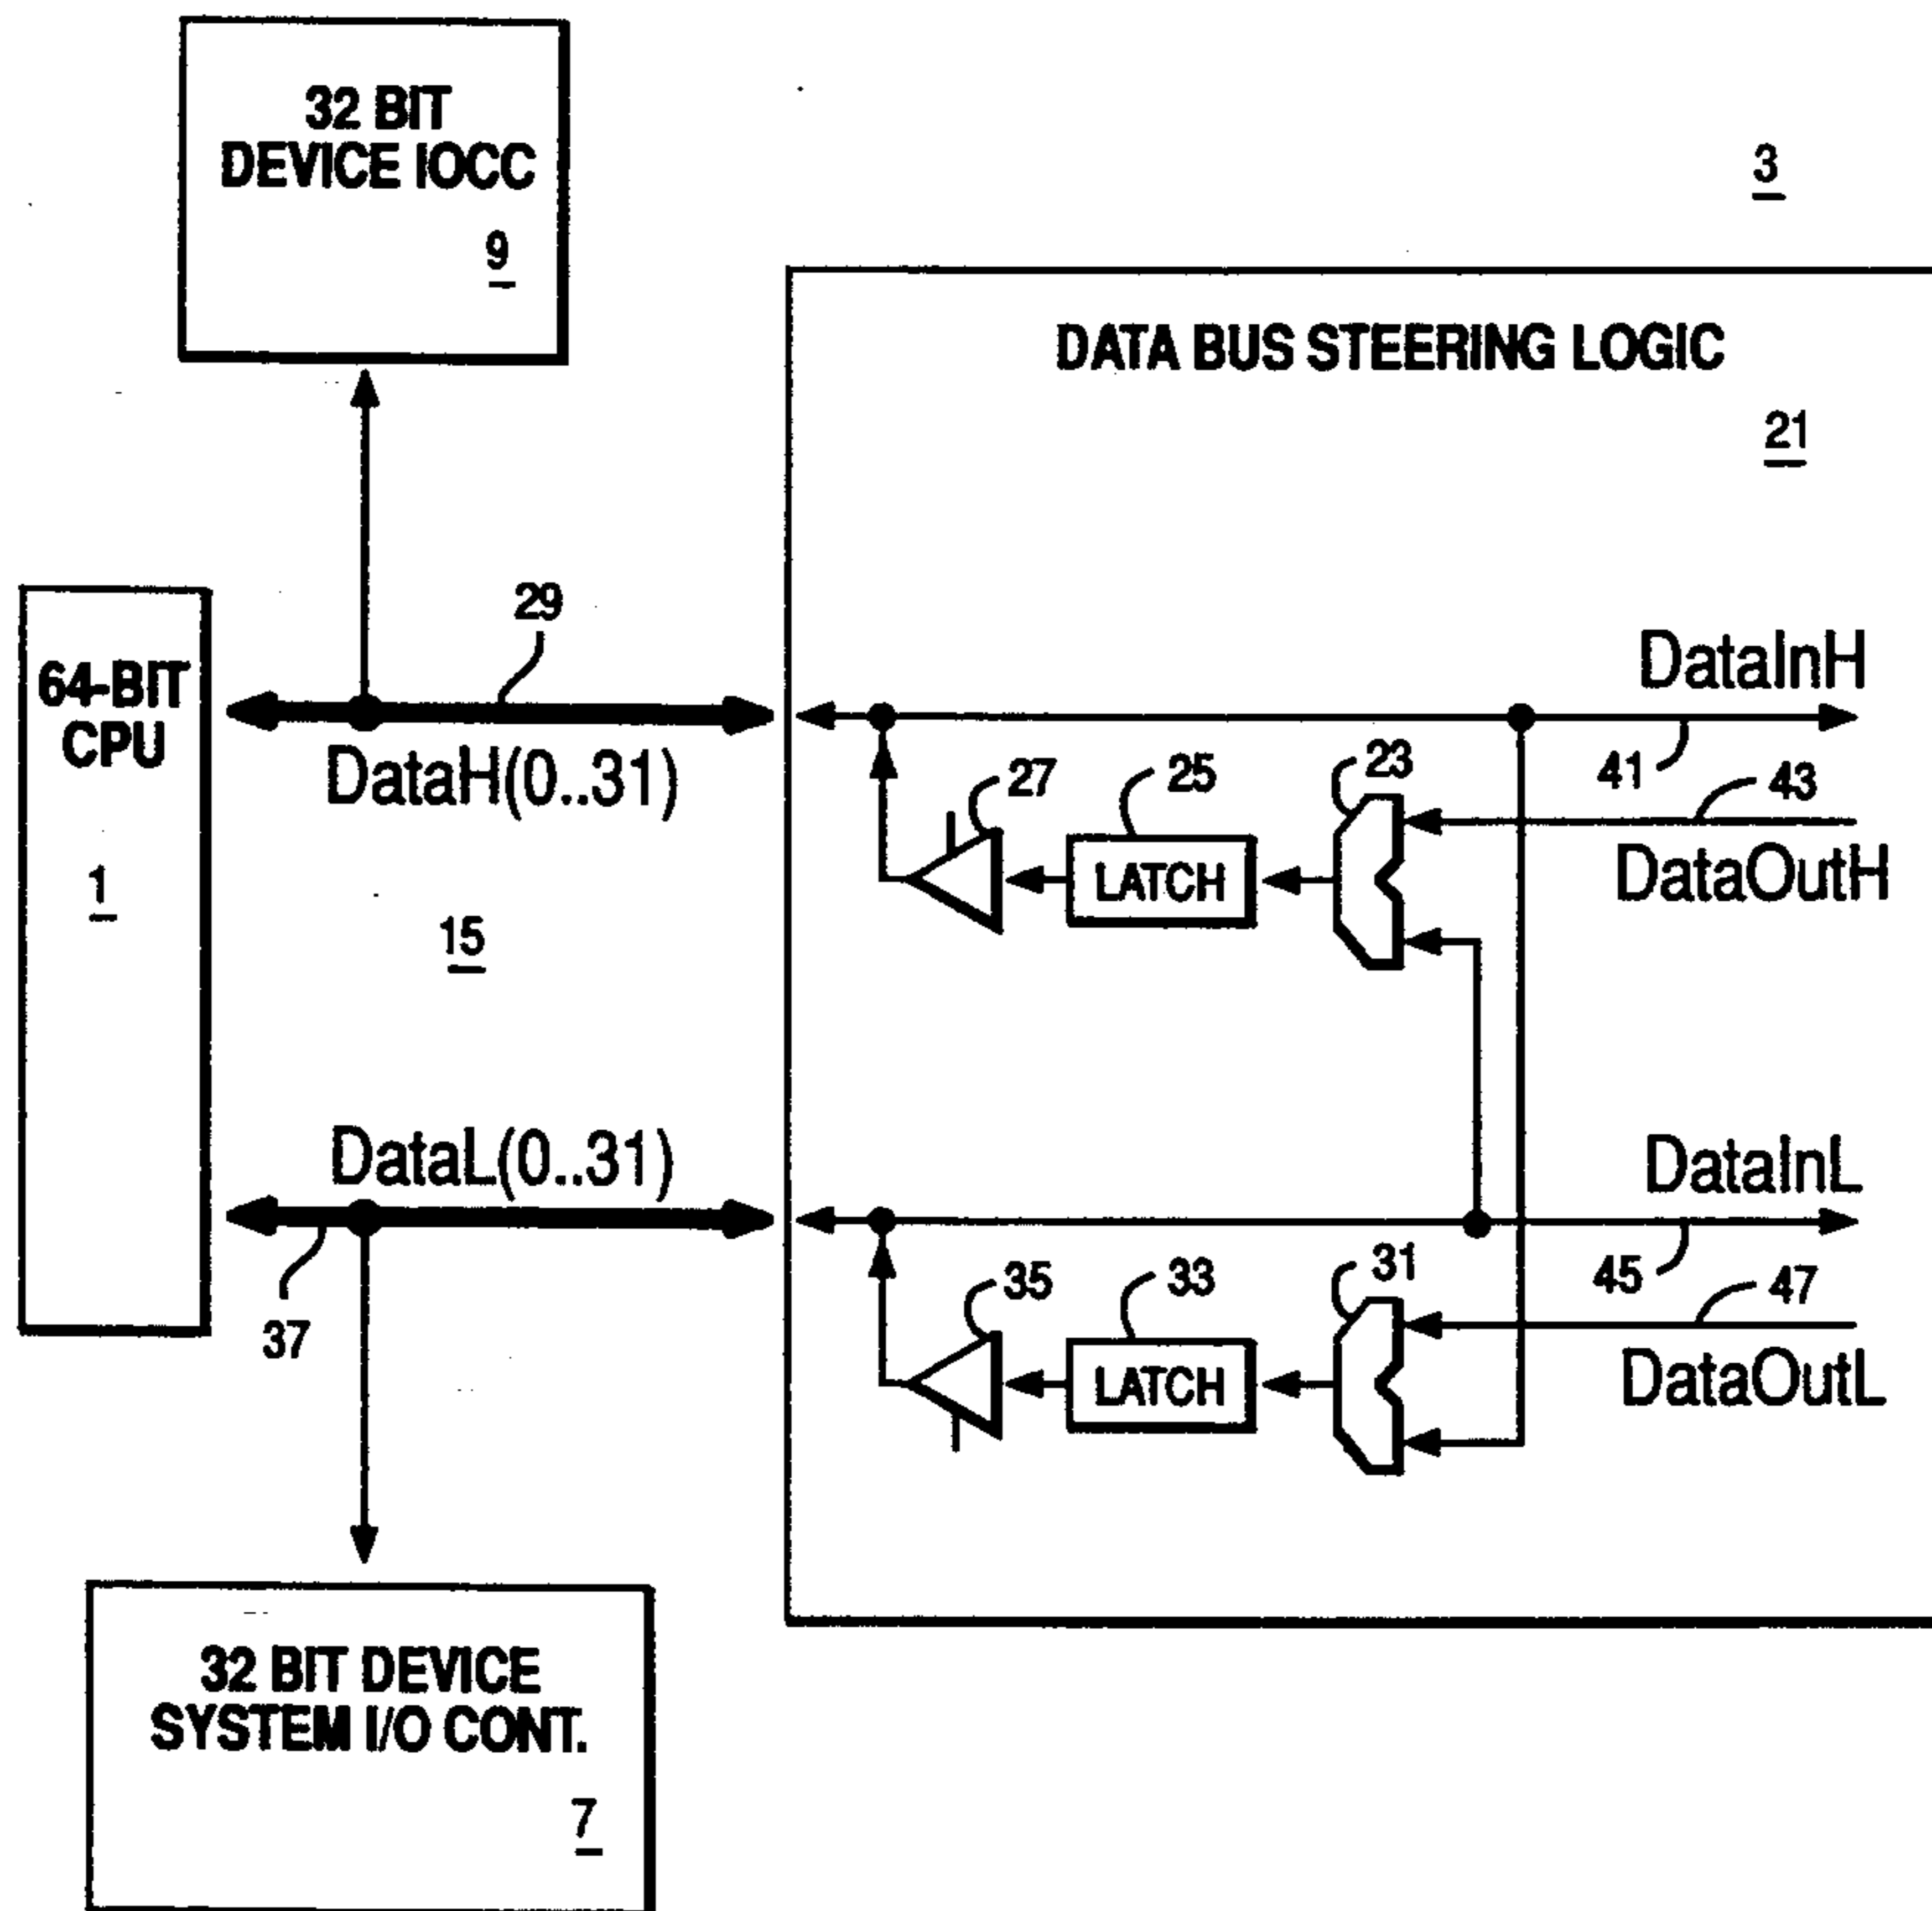 32 BIT
DEVICE IOCC
9
3
DATA BUS STEERING LOGIC
21
64-BIT
CPU
1
29
DataH(0..31)
15
DataInH
41
43
DataOutH
23
25
LATCH
27
DataL(0..31)
37
DataInL
45
47
DataOutL
31
33
LATCH
35
32 BIT DEVICE
SYSTEM I/O CONT.
7